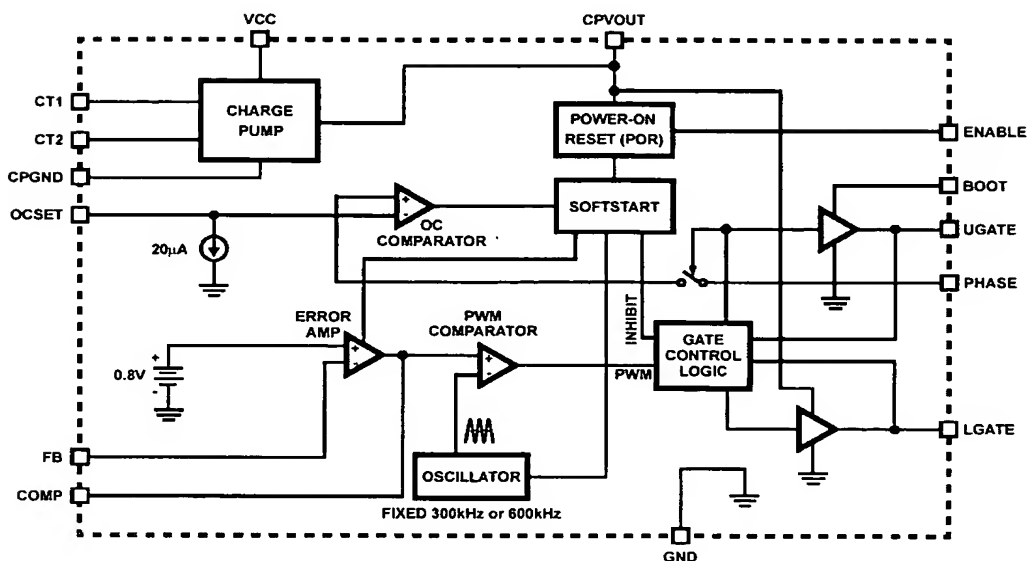 VCC
CPVOUT
CT1
CHARGE
PUMP
CT2
POWER-ON
RESET (POR)
ENABLE
CPGND
BOOT
OCSET
+
-
OC
COMPARATOR
SOFTSTART
UGATE
20µA
PHASE
ERROR
AMP
PWM
COMPARATOR
INHIBIT
+
0.8V
-
+
-
+
-
PWM
GATE
CONTROL
LOGIC
LGATE
FB
OSCILLATOR
COMP
FIXED 300kHz or 600kHz
GND